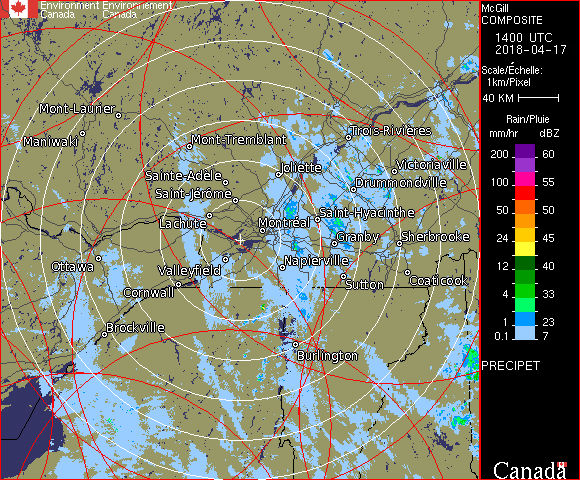 Environment Environnement
Canada Canada
McGill
COMPOSITE
1400 UTC
2018-04-17
Scale/Échelle:
1km/Pixel
40 KM
Rain/Pluie
mm/hr dBZ
200 60
100 55
50 50
24 45
12 40
4 33
1 23
0.1 7
PRECIPET
Canada
Mont-Laurier
Maniwaki
Mont-Tremblant
Trois-Rivières
Sainte-Adèle
Joliette
Victoriaville
Saint-Jérôme
Drummondville
Lachute
Montréal
Saint-Hyacinthe
Granby
Sherbrooke
Ottawa
Valleyfield
Napierville
Cornwall
Sutton
Coaticook
Brockville
Burlington